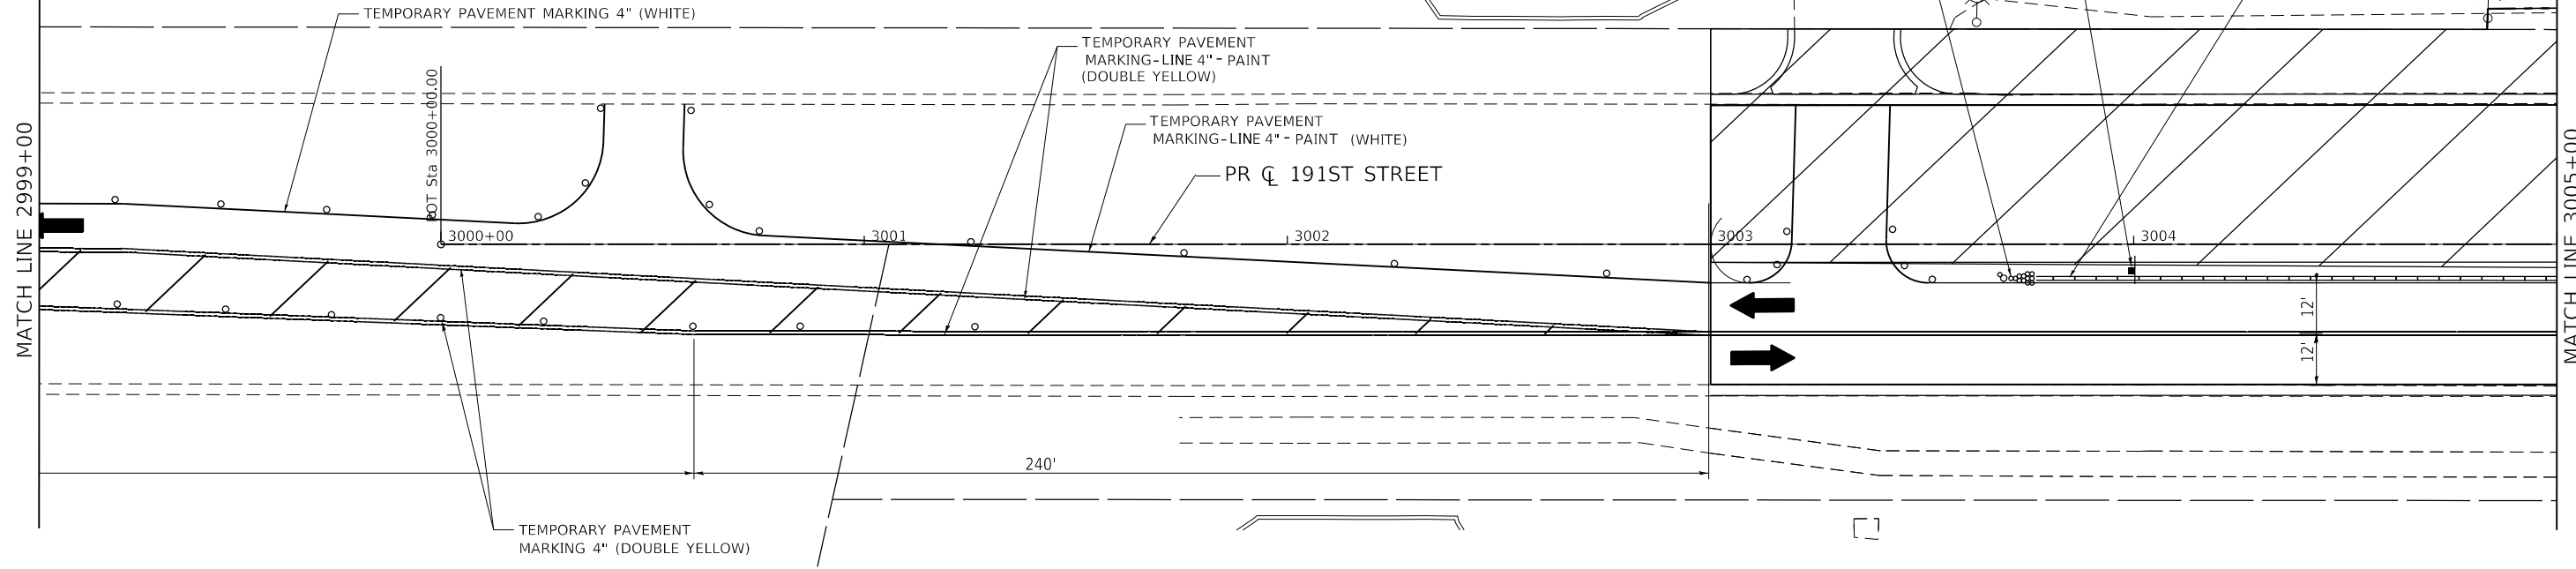 TEMPORARY PAVEMENT MARKING 4" (WHITE)
TEMPORARY PAVEMENT
MARKING-LINE 4" - PAINT
(DOUBLE YELLOW)
POT Sta 3000+00.00
TEMPORARY PAVEMENT
MARKING-LINE 4" - PAINT (WHITE)
PR ℄ 191ST STREET
MATCH LINE 2999+00
MATCH LINE 3005+00
3000+00
3001
3002
3003
3004
12'
12'
240'
TEMPORARY PAVEMENT
MARKING 4" (DOUBLE YELLOW)